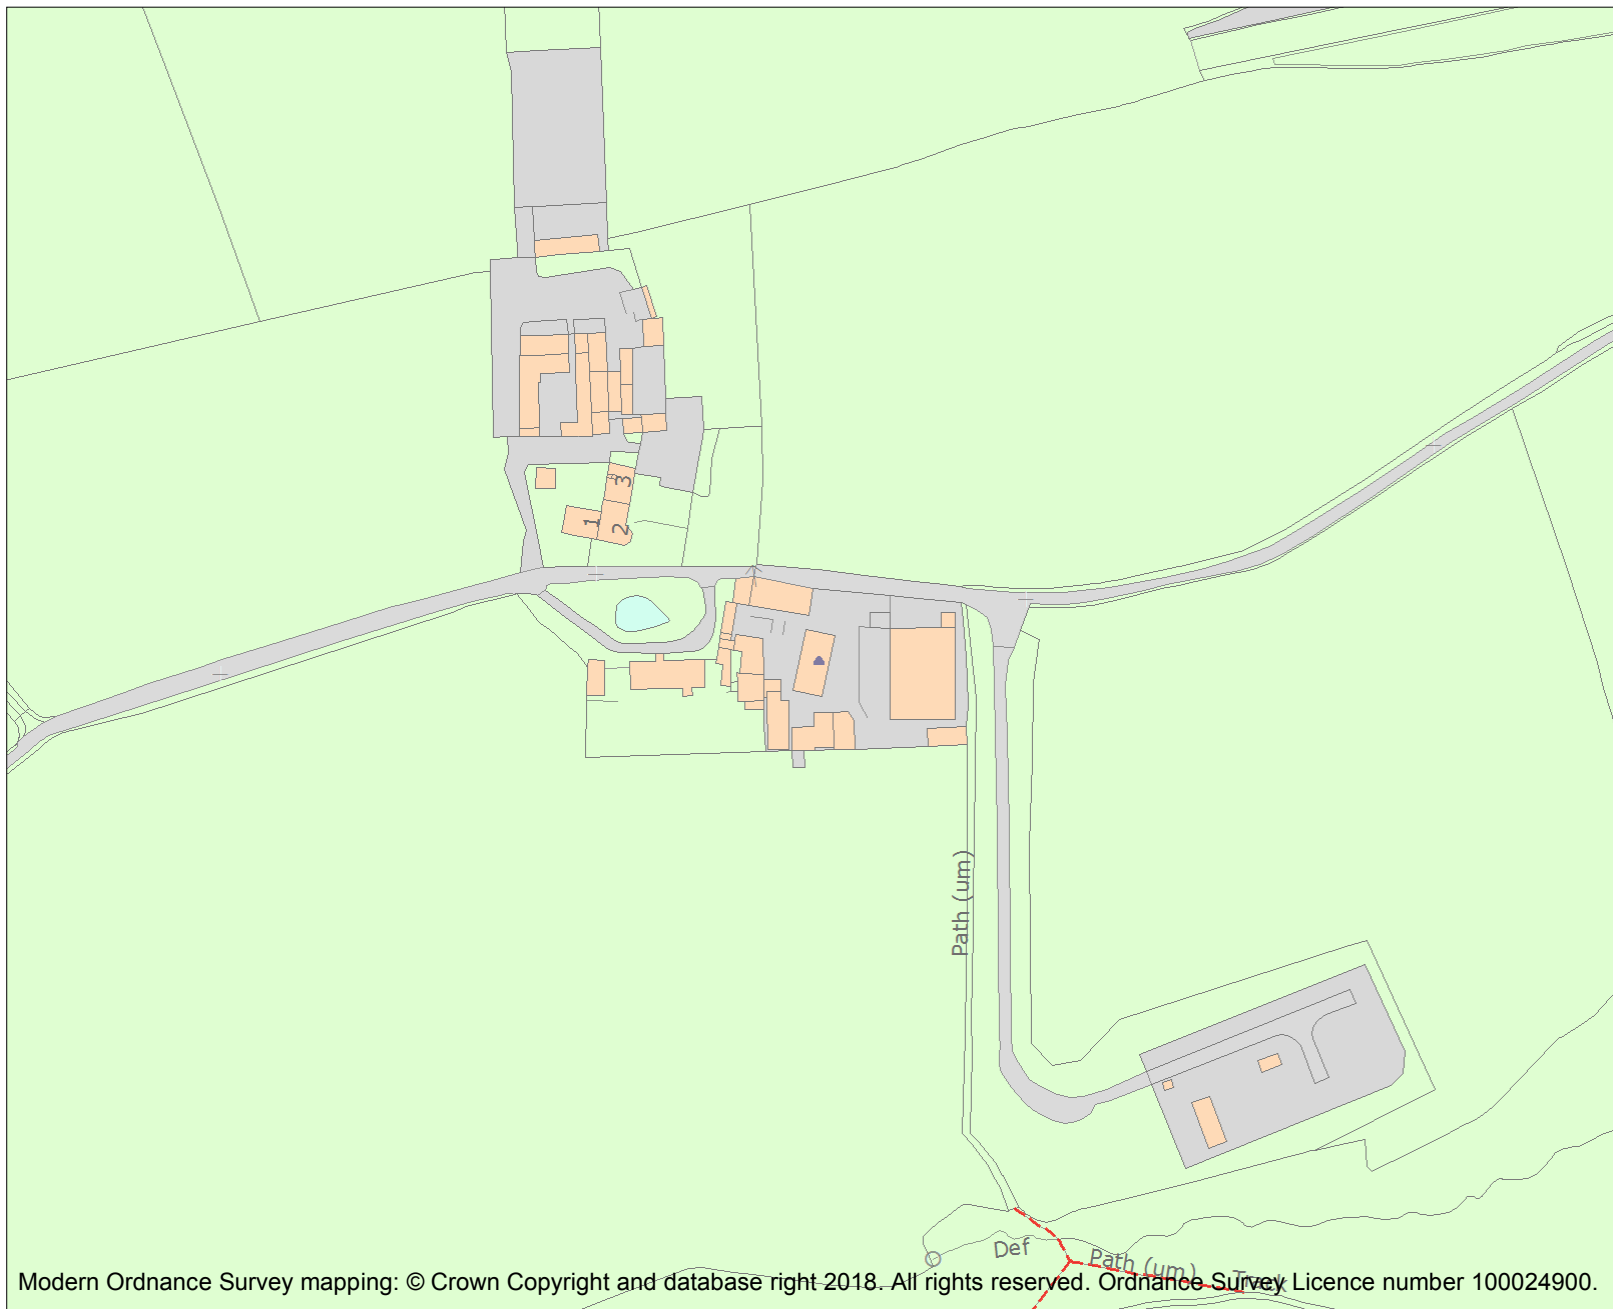 3
1
2
Path (um)
Def
Path (um)
Track
Modern Ordnance Survey mapping: © Crown Copyright and database right 2018. All rights reserved. Ordnance Survey Licence number 100024900.